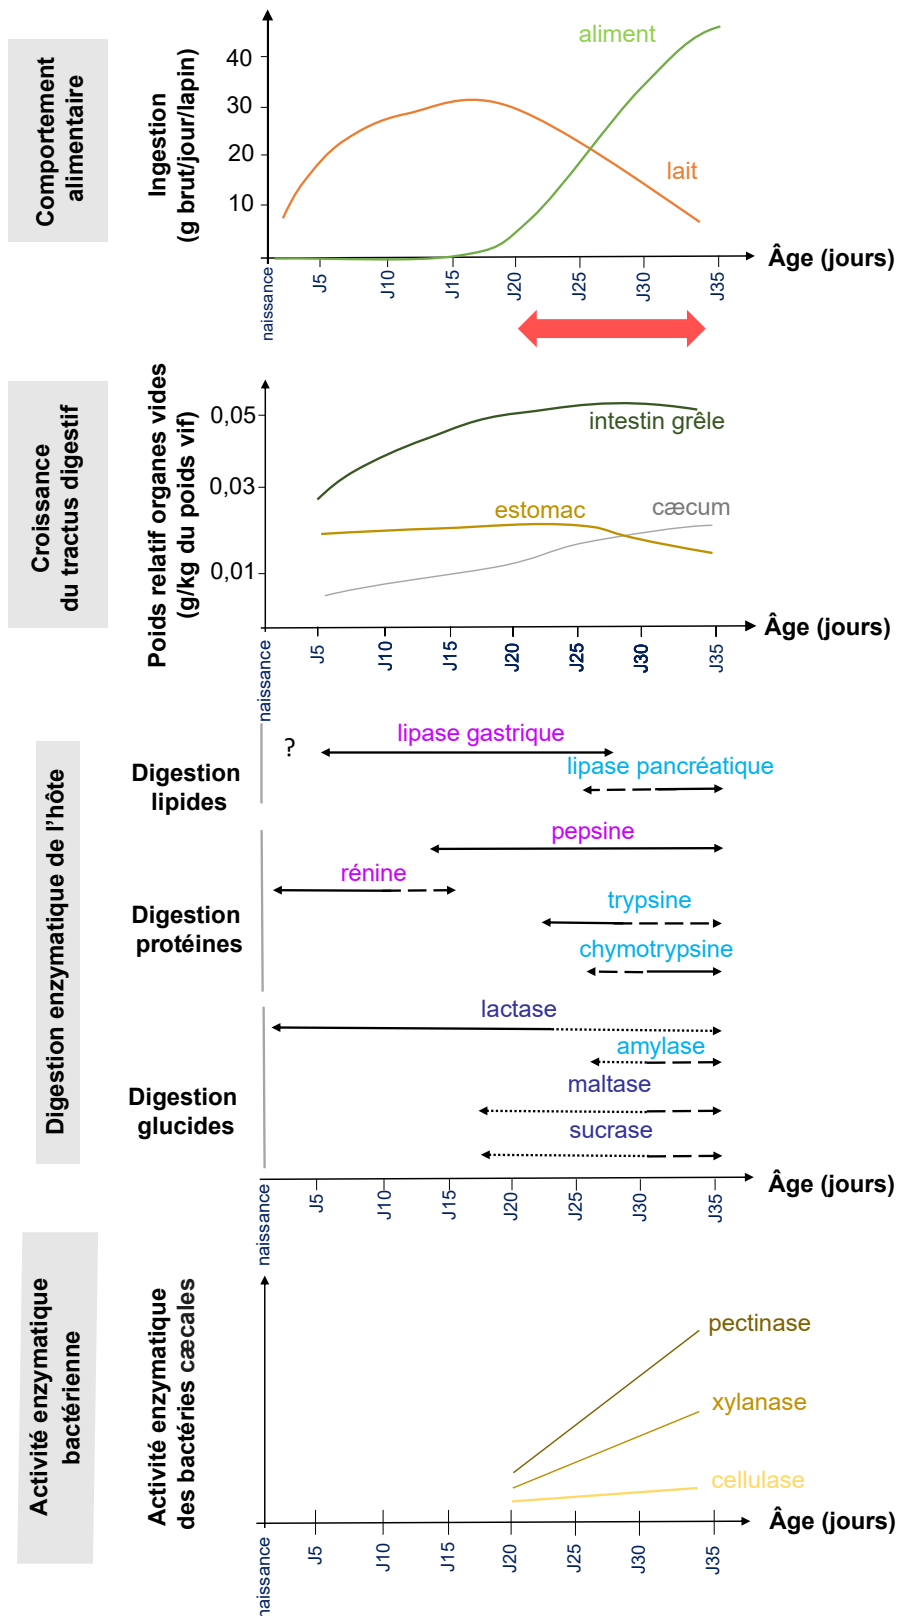 Comportement
alimentaire
Ingestion
(g brut/jour/lapin)
40
30
20
10
aliment
lait
naissance
J5
J10
J15
J20
J25
J30
J35
Âge (jours)
Croissance
du tractus digestif
Poids relatif organes vides
(g/kg du poids vif)
0,05
0,03
0,01
intestin grêle
estomac
cæcum
naissance
J5
J10
J15
J20
J25
J30
J35
Âge (jours)
Digestion enzymatique de l'hôte
Digestion
lipides
?
lipase gastrique
lipase pancréatique
Digestion
protéines
pepsine
rénine
trypsine
chymotrypsine
Digestion
glucides
lactase
amylase
maltase
sucrase
naissance
J5
J10
J15
J20
J25
J30
J35
Âge (jours)
Activité enzymatique
bactérienne
Activité enzymatique
des bactéries cæcales
pectinase
xylanase
cellulase
naissance
J5
J10
J15
J20
J25
J30
J35
Âge (jours)